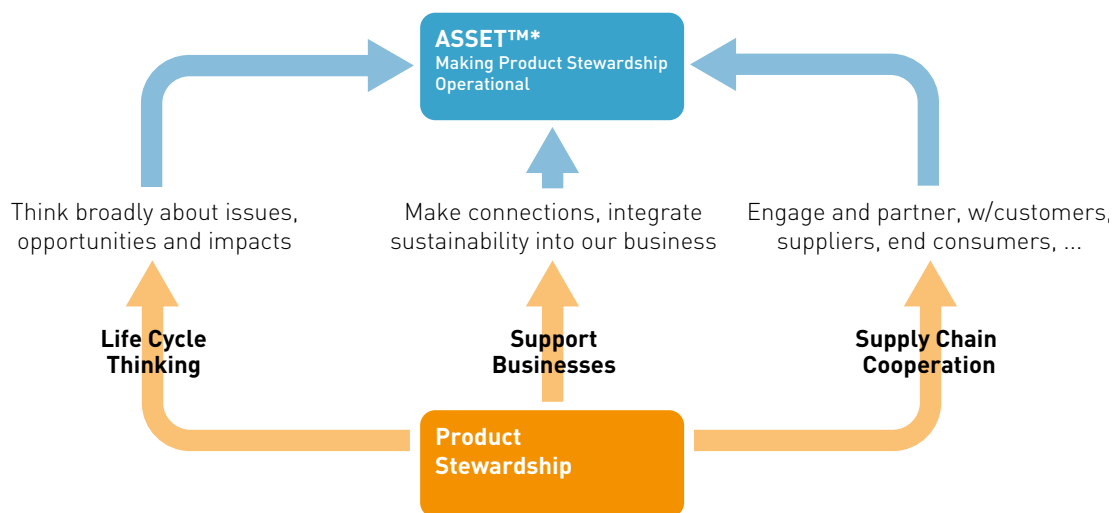 ASSET™*
Making Product Stewardship
Operational
Think broadly about issues,
opportunities and impacts
Make connections, integrate
sustainability into our business
Engage and partner, w/customers,
suppliers, end consumers, ...
Life Cycle
Thinking
Support
Businesses
Supply Chain
Cooperation
Product
Stewardship